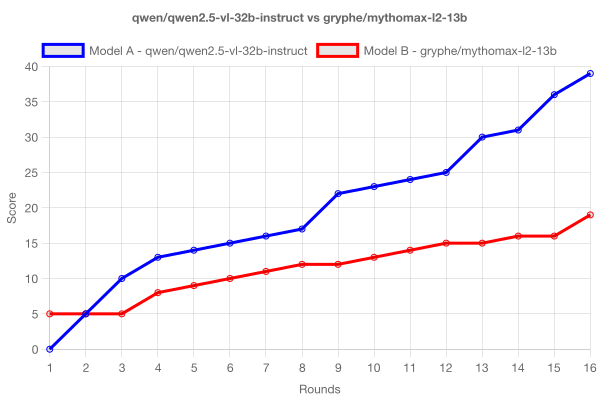 qwen/qwen2.5-vl-32b-instruct vs gryphe/mythomax-l2-13b
Model A - qwen/qwen2.5-vl-32b-instruct Model B - gryphe/mythomax-l2-13b
40
35
30
25
20
15
10
5
0
Score
1 2 3 4 5 6 7 8 9 10 11 12 13 14 15 16
Rounds